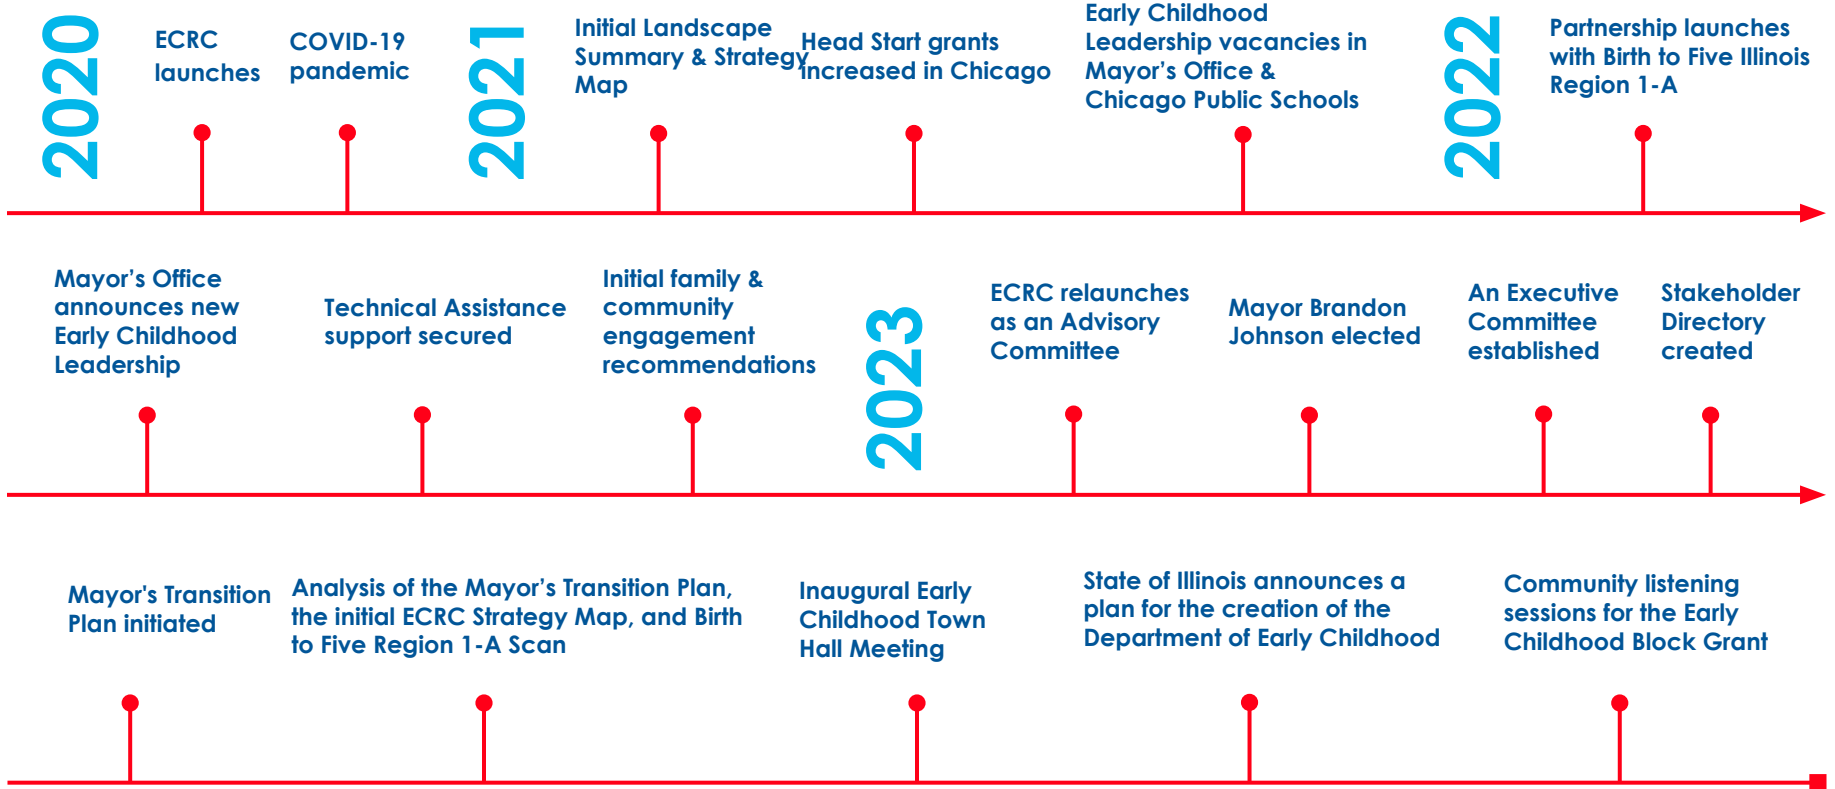 2020
ECRC
launches
COVID-19
pandemic
2021
Initial Landscape
Summary & Strategy
Map
Head Start grants
increased in Chicago
Early Childhood
Leadership vacancies in
Mayor’s Office &
Chicago Public Schools
2022
Partnership launches
with Birth to Five Illinois
Region 1-A
Mayor’s Office
announces new
Early Childhood
Leadership
Technical Assistance
support secured
Initial family &
community
engagement
recommendations
2023
ECRC relaunches
as an Advisory
Committee
Mayor Brandon
Johnson elected
An Executive
Committee
established
Stakeholder
Directory
created
Mayor's Transition
Plan initiated
Analysis of the Mayor’s Transition Plan,
the initial ECRC Strategy Map, and Birth
to Five Region 1-A Scan
Inaugural Early
Childhood Town
Hall Meeting
State of Illinois announces a
plan for the creation of the
Department of Early Childhood
Community listening
sessions for the Early
Childhood Block Grant